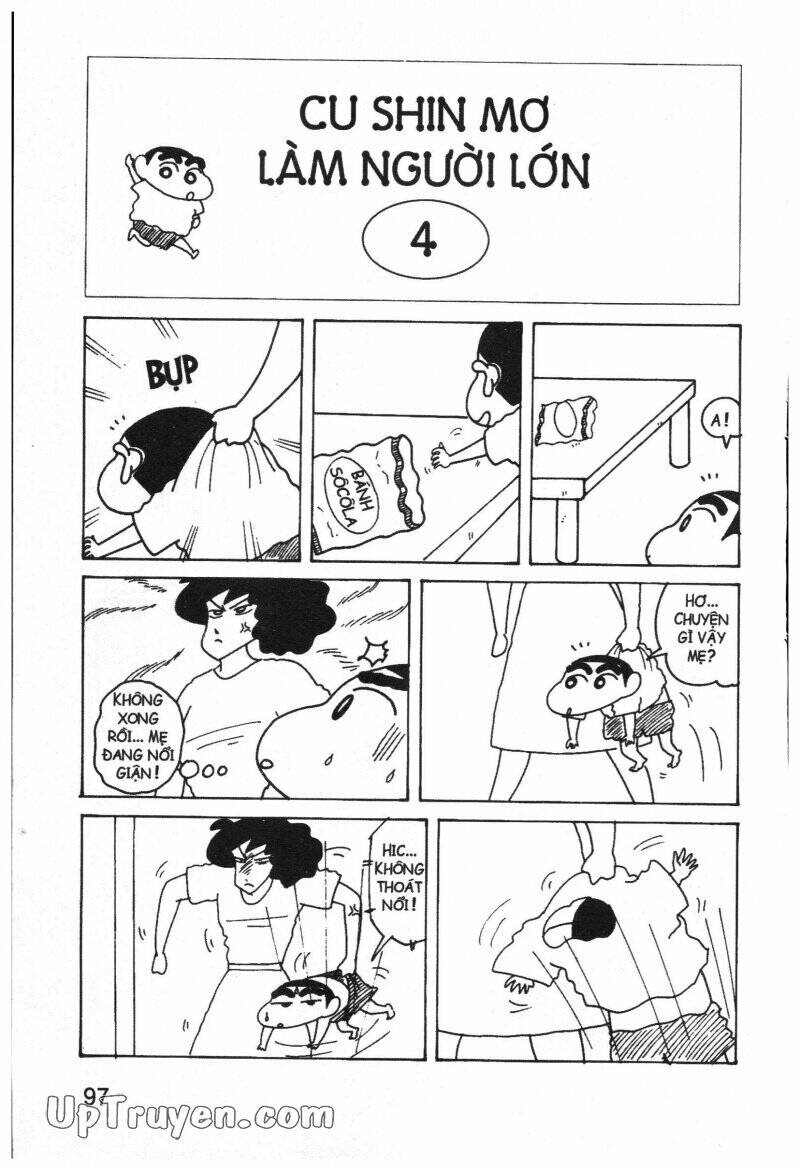 CU SHIN MƠ
LÀM NGƯỜI LỚN
4
A!
BÁNH
SÔCÔLA
BỤP
HƠ...
CHUYỆN
GÌ VẬY
MẸ?
KHÔNG
XONG
RỒI... MẸ
ĐANG NỔI
GIẬN!
HIC...
KHÔNG
THOÁT
NỔI!
97
UpTruyen.com